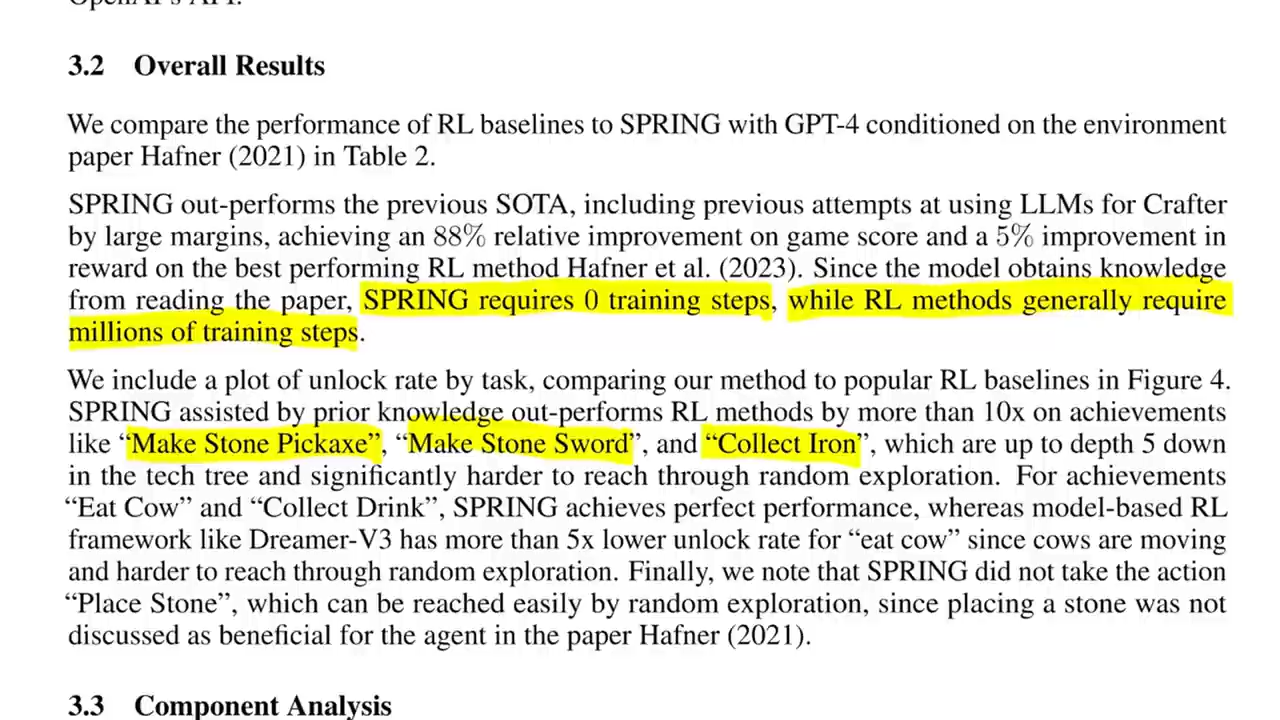 OpenAI's API.
3.2 Overall Results
We compare the performance of RL baselines to SPRING with GPT-4 conditioned on the environment
paper Hafner (2021) in Table 2.
SPRING out-performs the previous SOTA, including previous attempts at using LLMs for Crafter
by large margins, achieving an 88% relative improvement on game score and a 5% improvement in
reward on the best performing RL method Hafner et al. (2023). Since the model obtains knowledge
from reading the paper, SPRING requires 0 training steps, while RL methods generally require
millions of training steps.
We include a plot of unlock rate by task, comparing our method to popular RL baselines in Figure 4.
SPRING assisted by prior knowledge out-performs RL methods by more than 10x on achievements
like “Make Stone Pickaxe”, “Make Stone Sword”, and “Collect Iron”, which are up to depth 5 down
in the tech tree and significantly harder to reach through random exploration. For achievements
“Eat Cow” and “Collect Drink”, SPRING achieves perfect performance, whereas model-based RL
framework like Dreamer-V3 has more than 5x lower unlock rate for “eat cow” since cows are moving
and harder to reach through random exploration. Finally, we note that SPRING did not take the action
“Place Stone”, which can be reached easily by random exploration, since placing a stone was not
discussed as beneficial for the agent in the paper Hafner (2021).
3.3 Component Analysis